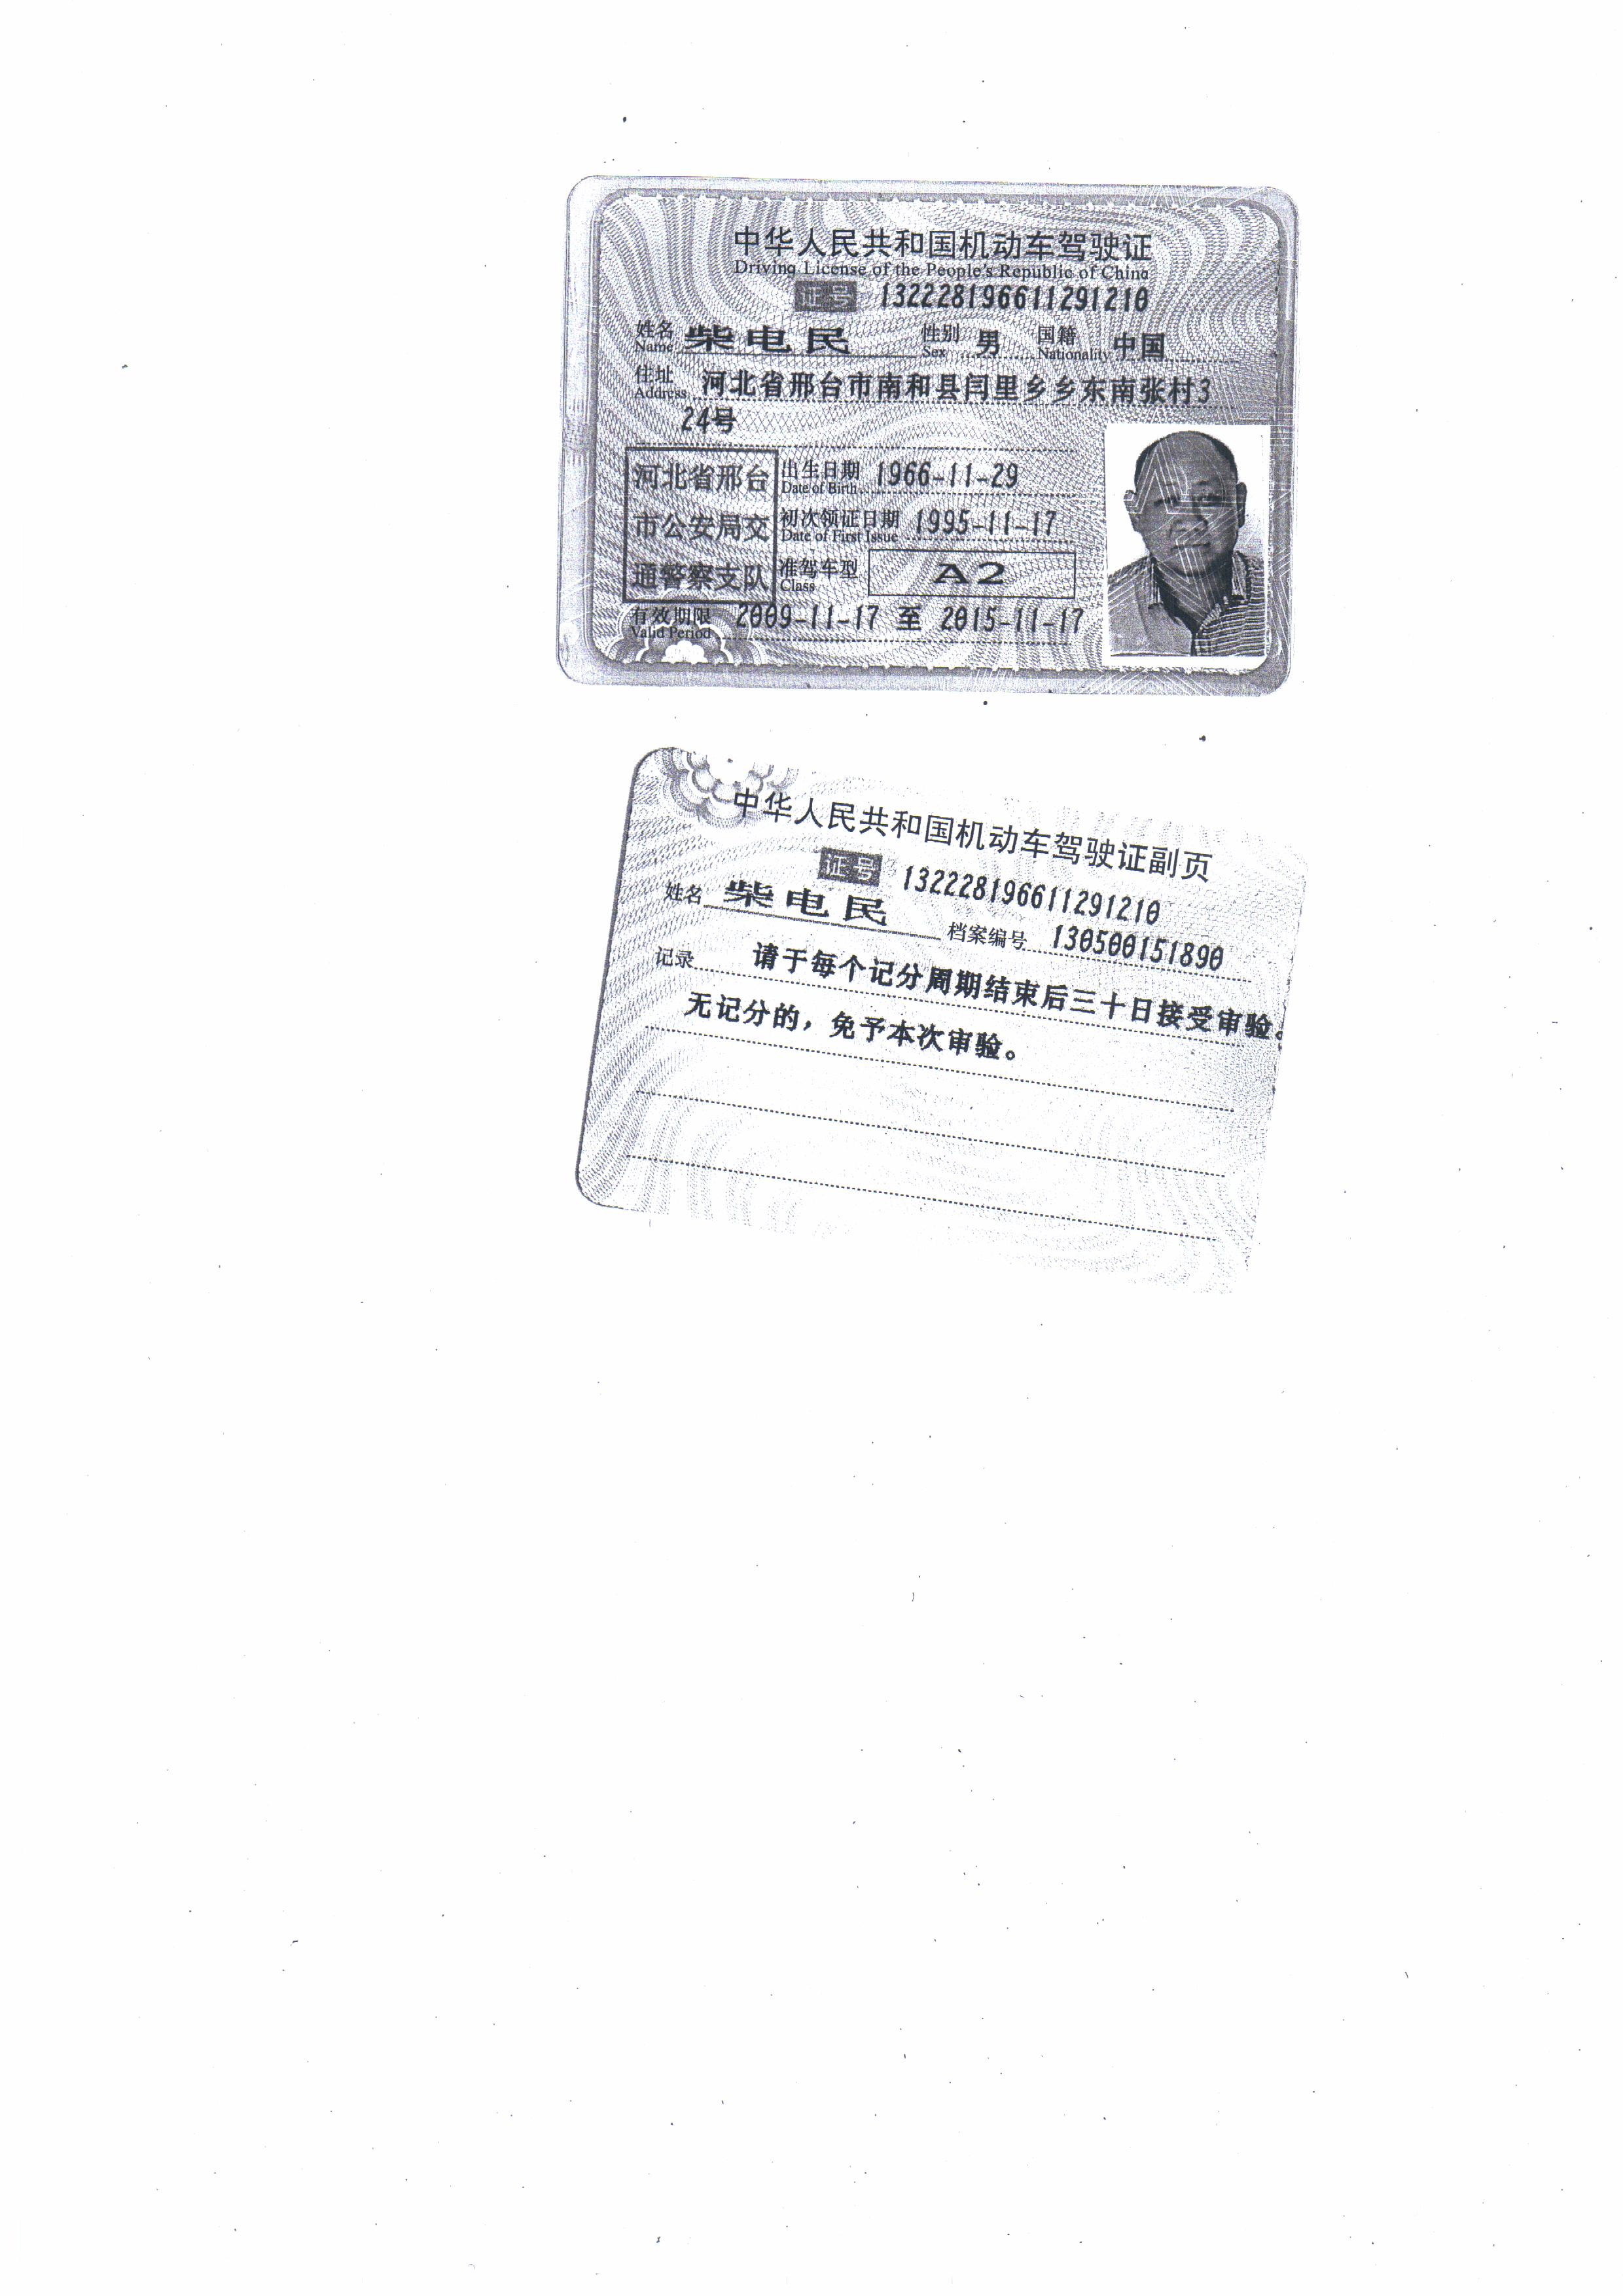 中华人民共和国机动车驾驶证
Driving License of the People's Republic of China
证号 132228196611291210
姓名 Name 柴电民 性别 Sex 男 国籍 Nationality 中国
住址 Address 河北省邢台市南和县闫里乡乡东南张村3
24号
河北省邢台
市公安局交
通警察支队
出生日期 Date of Birth 1966-11-29
初次领证日期 Date of First Issue 1995-11-17
准驾车型 Class A2
有效期限 Valid Period 2009-11-17 至 2015-11-17
中华人民共和国机动车驾驶证副页
证号 132228196611291210
姓名 柴电民 档案编号 130500151890
记录 请于每个记分周期结束后三十日接受审验。
无记分的，免予本次审验。